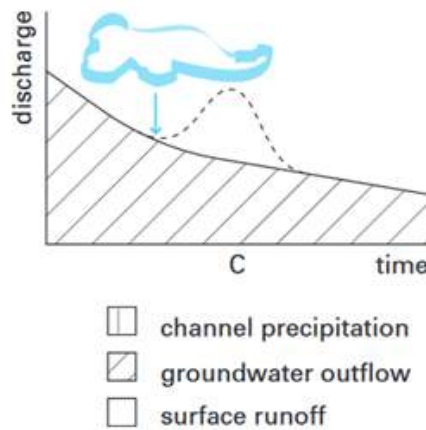 discharge
C time
channel precipitation
groundwater outflow
surface runoff